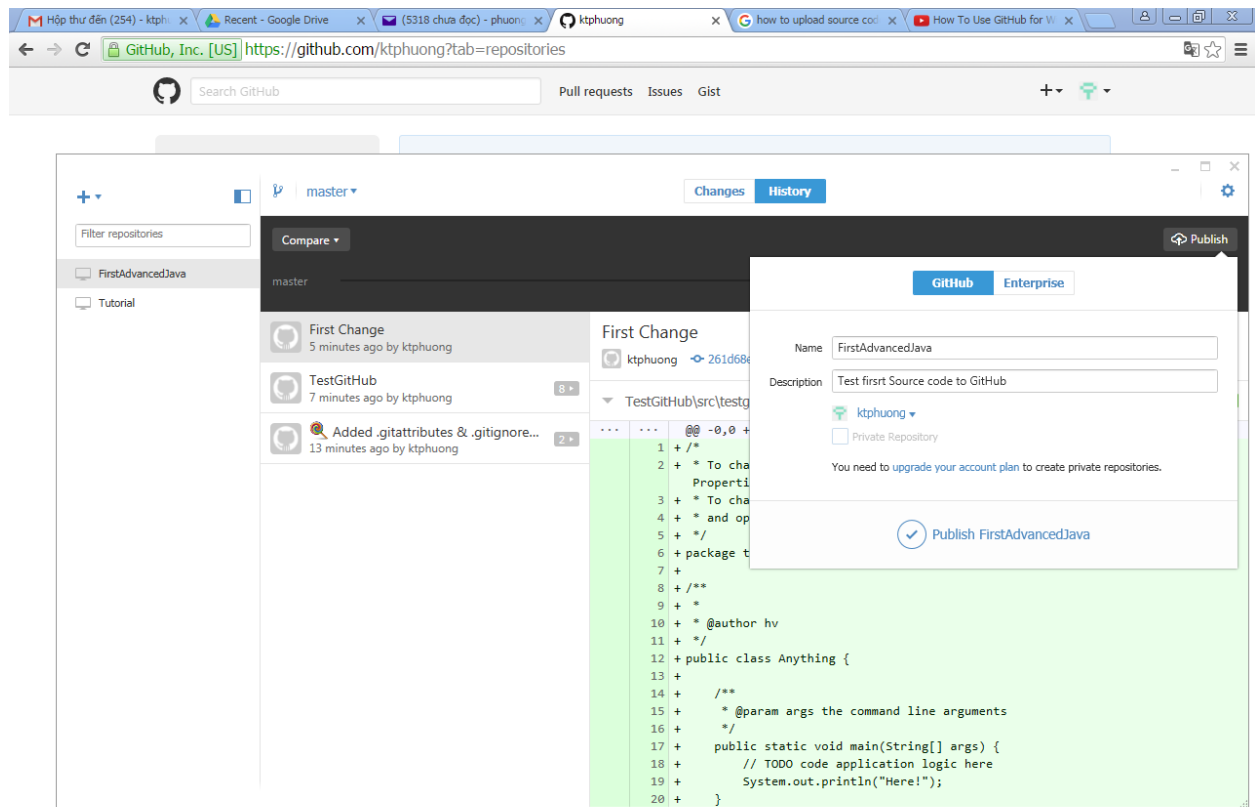 Hộp thư đến (254) - ktphu
Recent - Google Drive
(5318 chưa đọc) - phuong
ktphuong
how to upload source cod
How To Use GitHub for W
GitHub, Inc. [US] https://github.com/ktphuong?tab=repositories
Search GitHub
Pull requests Issues Gist
master
Changes History
Filter repositories
FirstAdvancedJava
Tutorial
Compare
Publish
master
First Change
5 minutes ago by ktphuong
TestGitHub
7 minutes ago by ktphuong
8
Added .gitattributes & .gitignore...
13 minutes ago by ktphuong
2
First Change
ktphuong 261d68e
TestGitHub\src\testg
... ... @@ -0,0 +
1 + /*
2 + * To cha
Properti
3 + * To cha
4 + * and op
5 + */
6 + package t
7 +
8 + /**
9 + *
10 + * @author hv
11 + */
12 + public class Anything {
13 +
14 + /**
15 + * @param args the command line arguments
16 + */
17 + public static void main(String[] args) {
18 + // TODO code application logic here
19 + System.out.println("Here!");
20 + }
GitHub Enterprise
Name FirstAdvancedJava
Description Test firsrt Source code to GitHub
ktphuong
Private Repository
You need to upgrade your account plan to create private repositories.
Publish FirstAdvancedJava